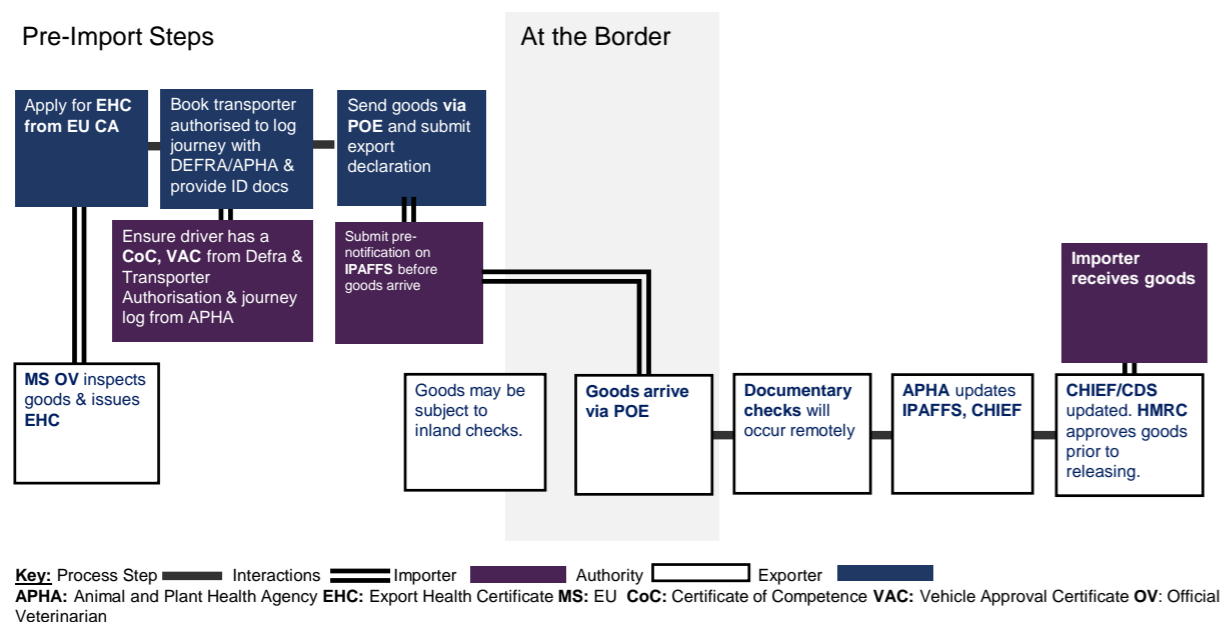 Pre-Import Steps
At the Border
Apply for EHC
from EU CA
Book transporter
authorised to log
journey with
DEFRA/APHA &
provide ID docs
Send goods via
POE and submit
export
declaration
Ensure driver has a
CoC, VAC from Defra &
Transporter
Authorisation & journey
log from APHA
Submit pre-
notification on
IPAFFS before
goods arrive
Importer
receives goods
MS OV inspects
goods & issues
EHC
Goods may be
subject to
inland checks.
Goods arrive
via POE
Documentary
checks will
occur remotely
APHA updates
IPAFFS, CHIEF
CHIEF/CDS
updated. HMRC
approves goods
prior to
releasing.
Key: Process Step Interactions Importer Authority Exporter
APHA: Animal and Plant Health Agency EHC: Export Health Certificate MS: EU CoC: Certificate of Competence VAC: Vehicle Approval Certificate OV: Official
Veterinarian